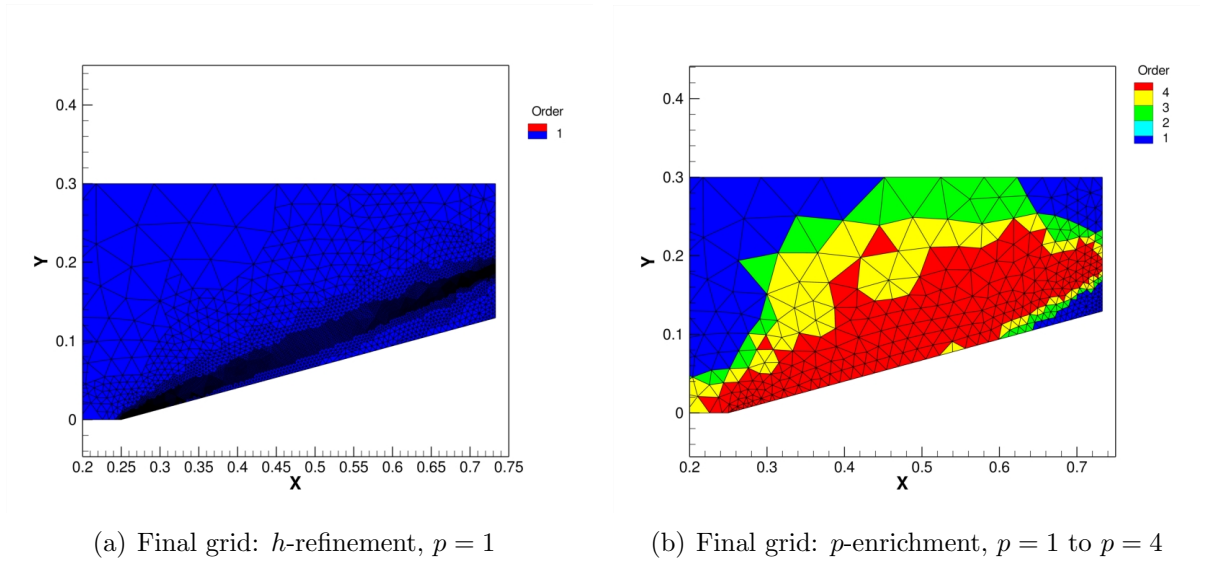 Order
1
0.4
0.3
0.2
0.1
0
Y
0.2 0.25 0.3 0.35 0.4 0.45 0.5 0.55 0.6 0.65 0.7 0.75
X
Order
4
3
2
1
0.4
0.3
0.2
0.1
0
Y
0.2 0.3 0.4 0.5 0.6 0.7
X
(a) Final grid: h-refinement, p = 1
(b) Final grid: p-enrichment, p = 1 to p = 4